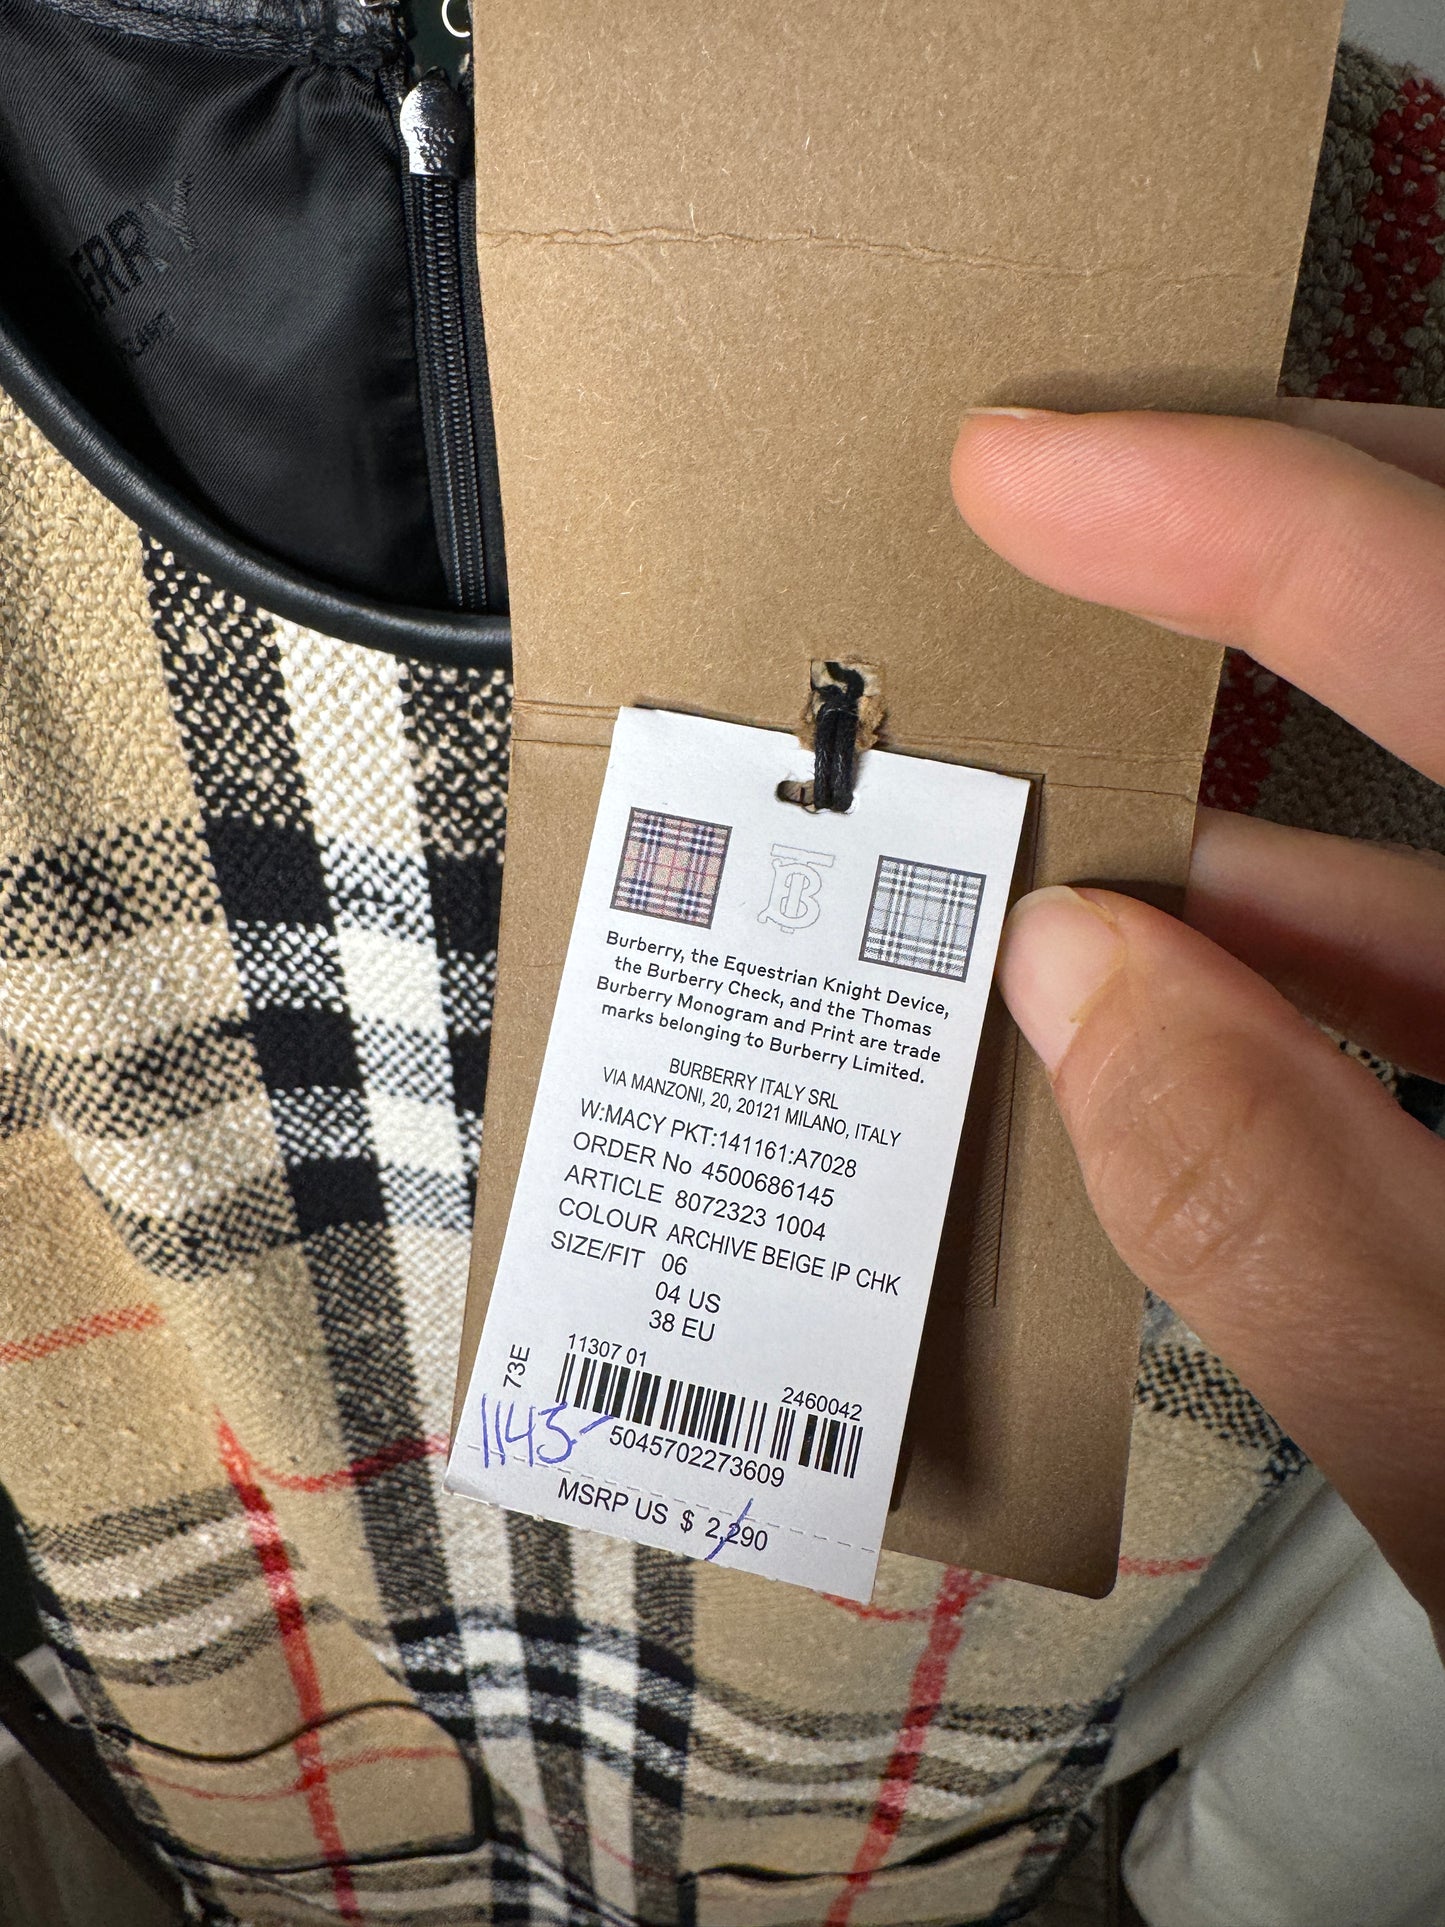 YKK
ERRY
Burberry, the Equestrian Knight Device,
the Burberry Check, and the Thomas
Burberry Monogram and Print are trade
marks belonging to Burberry Limited.
BURBERRY ITALY SRL
VIA MANZONI, 20, 20121 MILANO, ITALY
W:MACY PKT:141161:A7028
ORDER No 4500686145
ARTICLE 8072323 1004
COLOUR ARCHIVE BEIGE IP CHK
SIZE/FIT 06
04 US
38 EU
73E
11307 01
2460042
1143-
5045702273609
MSRP US $ 2,290